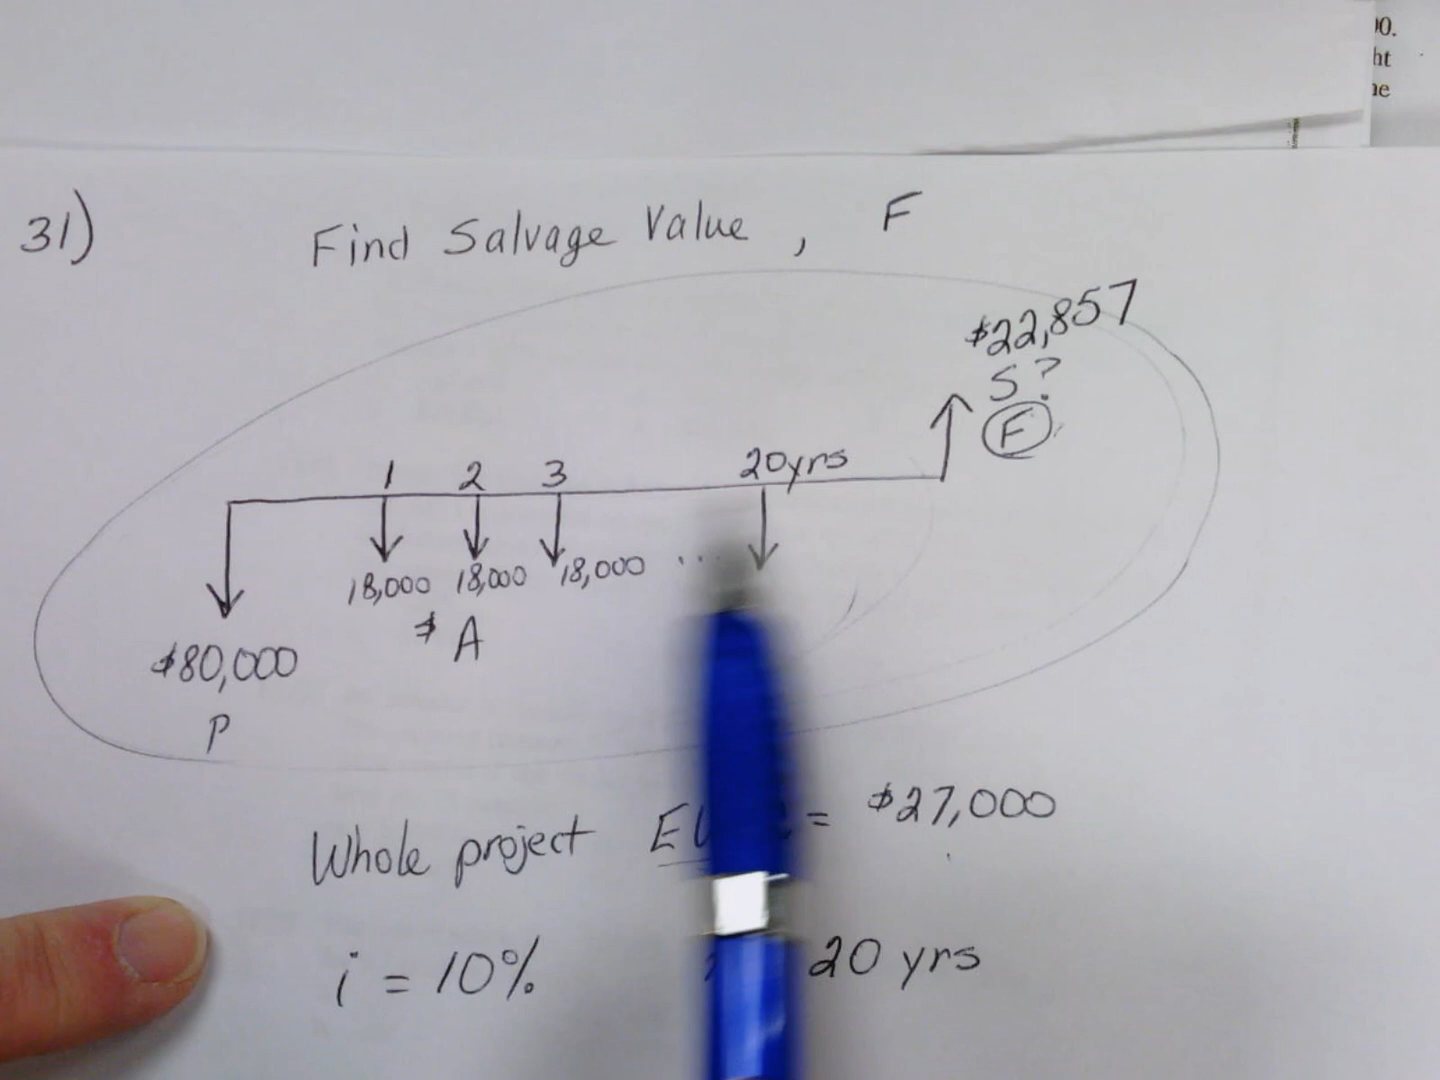 00.
ht
ne
31) Find Salvage Value, F
$22,857
S?
F
1 2 3 20yrs
18,000 18,000 18,000 ...
$ A
$80,000
P
Whole project = $27,000
i = 10% 20 yrs